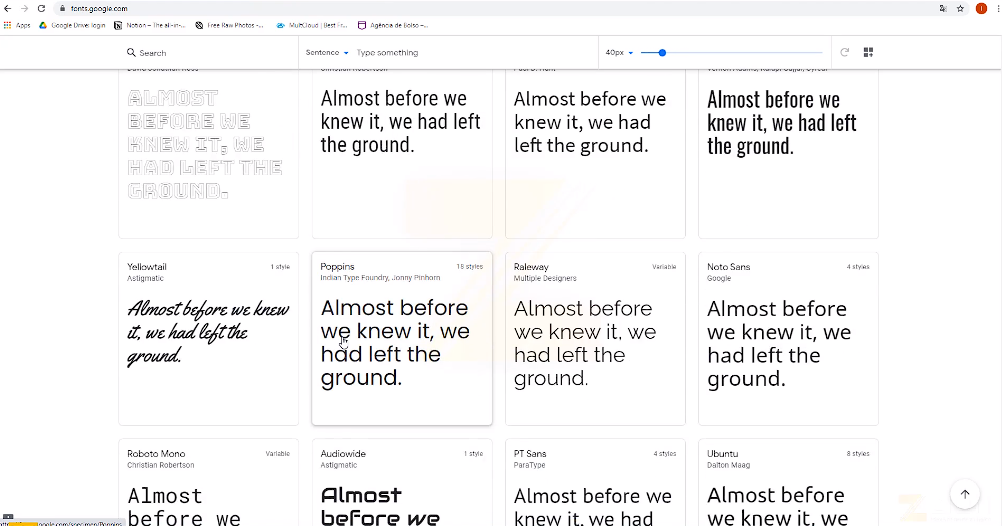 fonts.google.com
Apps
Google Drive: login
Notion – The all-in-...
Free Raw Photos -...
MultCloud | Best Fr...
Agência de Bolso –...
Search
Sentence
Type something
40px
Christian Robertson
ALMOST
BEFORE WE
KNEW IT, WE
HAD LEFT THE
GROUND.
Almost before we
knew it, we had left
the ground.
Almost before we
knew it, we had
left the ground.
Almost before we
knew it, we had left
the ground.
Yellowtail
1 style
Astigmatic
Almost before we knew
it, we had left the
ground.
Poppins
18 styles
Indian Type Foundry, Jonny Pinhorn
Almost before
we knew it, we
had left the
ground.
Raleway
Variable
Multiple Designers
Almost before
we knew it, we
had left the
ground.
Noto Sans
4 styles
Google
Almost before
we knew it, we
had left the
ground.
Roboto Mono
Variable
Christian Robertson
Almost
before we
Audiowide
1 style
Astigmatic
Almost
before we
PT Sans
4 styles
ParaType
Almost before we
knew it, we had
Ubuntu
8 styles
Dalton Maag
Almost before
we knew it, we